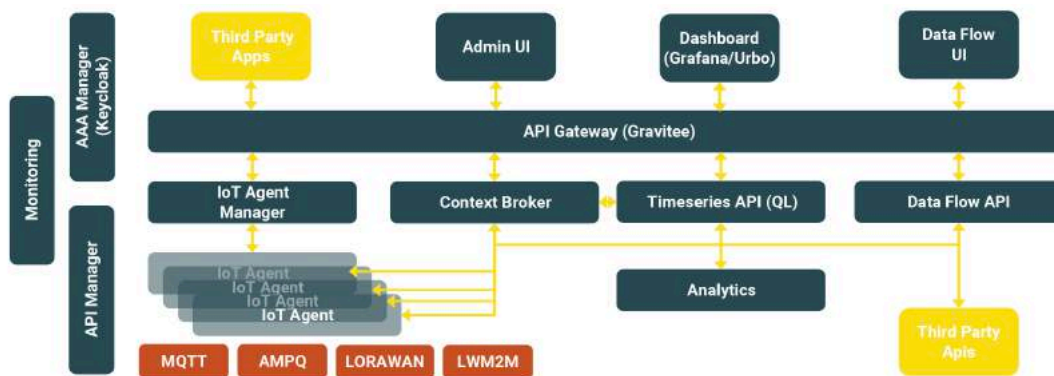 Third Party
Apps
Admin UI
Dashboard
(Grafana/Urbo)
Data Flow
UI
Monitoring
AAA Manager
(Keycloak)
API Gateway (Gravitee)
IoT Agent
Manager
Context Broker
Timeseries API (QL)
Data Flow API
API Manager
IoT Agent
IoT Agent
IoT Agent
IoT Agent
Analytics
Third Party
Apis
MQTT
AMPQ
LORAWAN
LWM2M